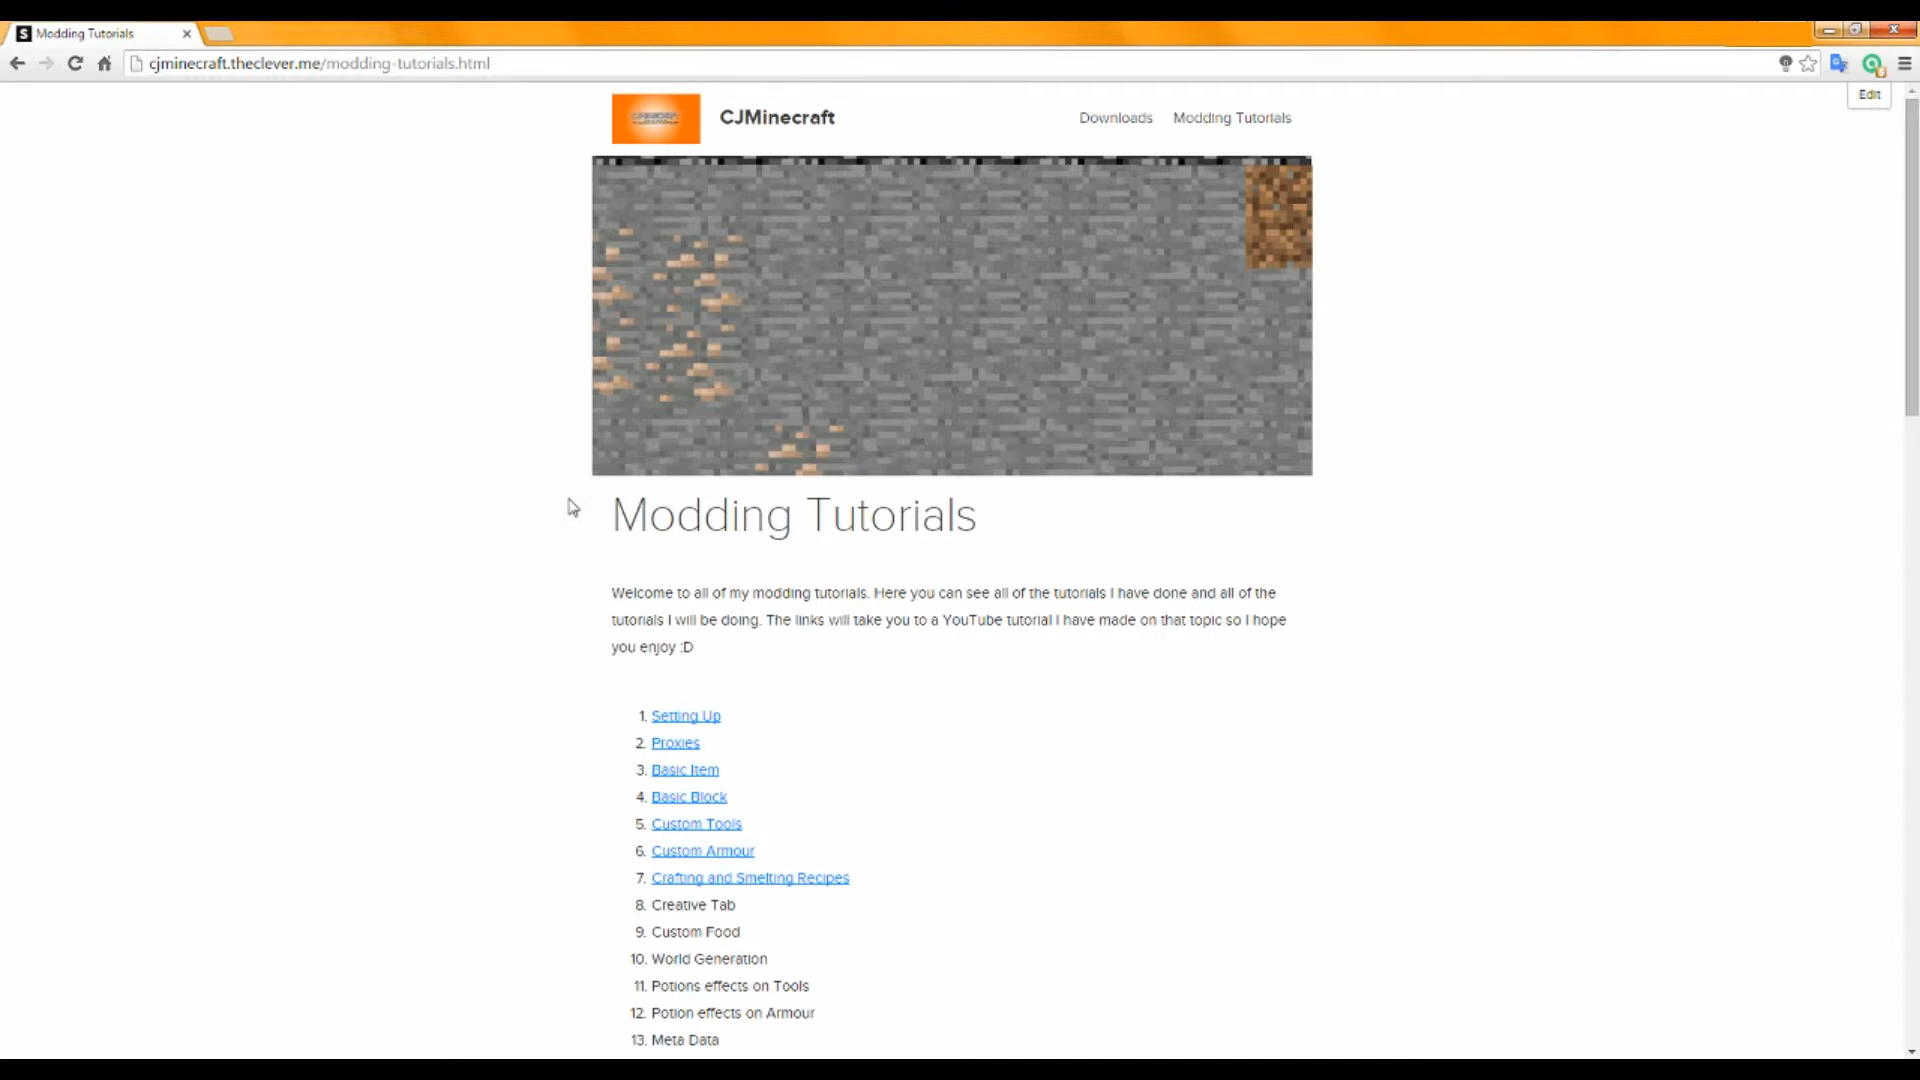 Modding Tutorials
cjminecraft.theclever.me/modding-tutorials.html
Edit
CJMinecraft
Downloads
Modding Tutorials
Modding Tutorials
Welcome to all of my modding tutorials. Here you can see all of the tutorials I have done and all of the
tutorials I will be doing. The links will take you to a YouTube tutorial I have made on that topic so I hope
you enjoy :D
1. Setting Up
2. Proxies
3. Basic Item
4. Basic Block
5. Custom Tools
6. Custom Armour
7. Crafting and Smelting Recipes
8. Creative Tab
9. Custom Food
10. World Generation
11. Potions effects on Tools
12. Potion effects on Armour
13. Meta Data